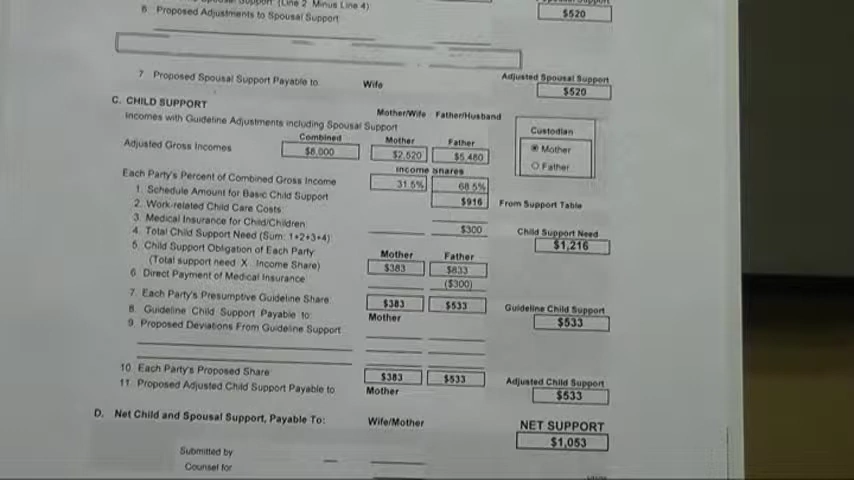 (Line 2 Minus Line 4)
6 Proposed Adjustments to Spousal Support
$520
7 Proposed Spousal Support Payable to Wife
Adjusted Spousal Support
$520
C. CHILD SUPPORT
Incomes with Guideline Adjustments including Spousal Support
Mother/Wife Father/Husband
Combined Mother Father
Adjusted Gross Incomes $8,000 $2,520 $5,480
Custodian
Mother
Father
Income Shares
Each Party's Percent of Combined Gross Income 31.5% 68.5%
1. Schedule Amount for Basic Child Support $916 From Support Table
2. Work-related Child Care Costs:
3. Medical Insurance for Child/Children $300
4. Total Child Support Need (Sum: 1+2+3+4): Child Support Need
$1,216
5. Child Support Obligation of Each Party: Mother Father
(Total support need X Income Share) $383 $833
6 Direct Payment of Medical Insurance ($300)
7. Each Party's Presumptive Guideline Share: $383 $533 Guideline Child Support
8. Guideline Child Support Payable to: Mother $533
9. Proposed Deviations From Guideline Support
10 Each Party's Proposed Share $383 $533 Adjusted Child Support
11 Proposed Adjusted Child Support Payable to Mother $533
D. Net Child and Spousal Support, Payable To: Wife/Mother NET SUPPORT
$1,053
Submitted by
Counsel for